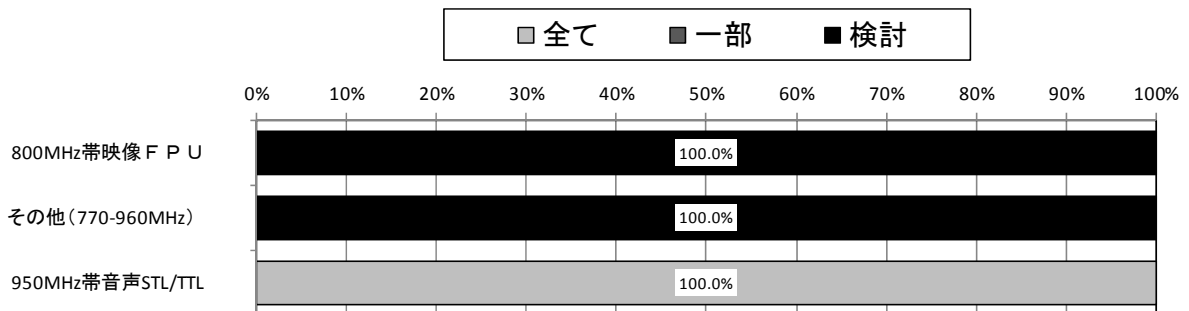 全て 一部 検討
0% 10% 20% 30% 40% 50% 60% 70% 80% 90% 100%
800MHz帯映像ＦＰＵ 100.0%
その他（770-960MHz） 100.0%
950MHz帯音声STL/TTL 100.0%